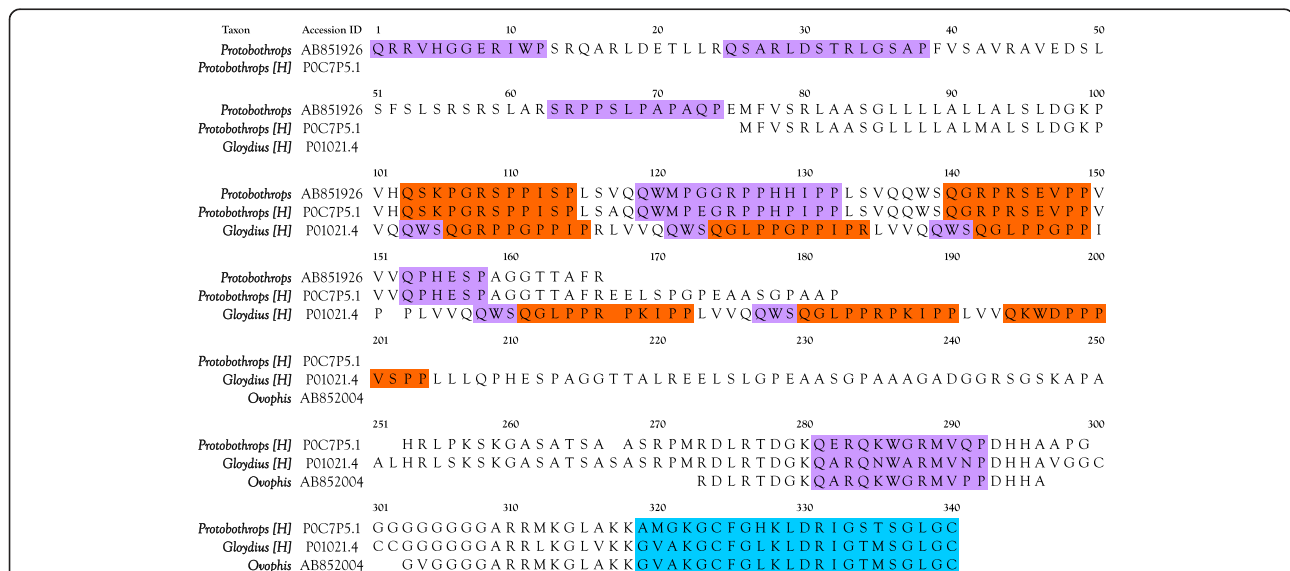 Taxon Accession ID 1 10 20 30 40 50
Protobothrops AB851926 QRRVHGGERIWPSRQARLDETLLRQSARLDSTRLGSAPFVSAVRAVEDSL
Protobothrops [H] P0C7P5.1
51 60 70 80 90 100
Protobothrops AB851926 SFSLSRSRSLARSRPPSLPAPAQPEMFVSRLAASGLLLLALLALSLDGKP
Protobothrops [H] P0C7P5.1 MFVSRLAASGLLLLALMALSLDGKP
Gloydius [H] P01021.4
101 110 120 130 140 150
Protobothrops AB851926 VHQSKPGRSPPISPLSVQQWMPGGRPPHHIPPLSVQQWSQGRPRSEVPPV
Protobothrops [H] P0C7P5.1 VHQSKPGRSPPISPLSAQQWMPEGRPPHPIPPLSVQQWSQGRPRSEVPPV
Gloydius [H] P01021.4 VQQWSQGRPPGPPIPRLVVQQWSQGLPPGPPIPRLVVQQWSQGLPPGPPI
151 160 170 180 190 200
Protobothrops AB851926 VVQPHESPAGGTTAFR
Protobothrops [H] P0C7P5.1 VVQPHESPAGGTTAFREELSPGPEAASGPAAP
Gloydius [H] P01021.4 P PLVVQQWSQGLPPR PKIPPLVVQQWSQGLPPRPKIPPLVVQKWDPPP
201 210 220 220 240 250
Protobothrops [H] P0C7P5.1
Gloydius [H] P01021.4 VSPPLLLQPHESPAGGTTALREELSLGPEAASGPAAAGADGGRSGSKAPA
Ovophis AB852004
251 260 270 280 290 300
Protobothrops [H] P0C7P5.1 HRLPKSKGASATSA ASRPMRDLRTDGKQERQKWGRMVQPDHHAAPG
Gloydius [H] P01021.4 ALHRLSKSKGASATSASASRPMRDLRTDGKQARQNWARMVNPDHHAVGGC
Ovophis AB852004 RDLRTDGKQARQKWGRMVPPDHHA
301 310 320 330 340
Protobothrops [H] P0C7P5.1 GGGGGGGGARRMKGLAKKAMGKGCFGHKLDRIGSTSGLGC
Gloydius [H] P01021.4 CCGGGGGGARRLKGLVKKGVAKGCFGLKLDRIGTMSGLGC
Ovophis AB852004 GVGGGGGARRMKGLAKKGVAKGCFGLKLDRIGTMSGLGC